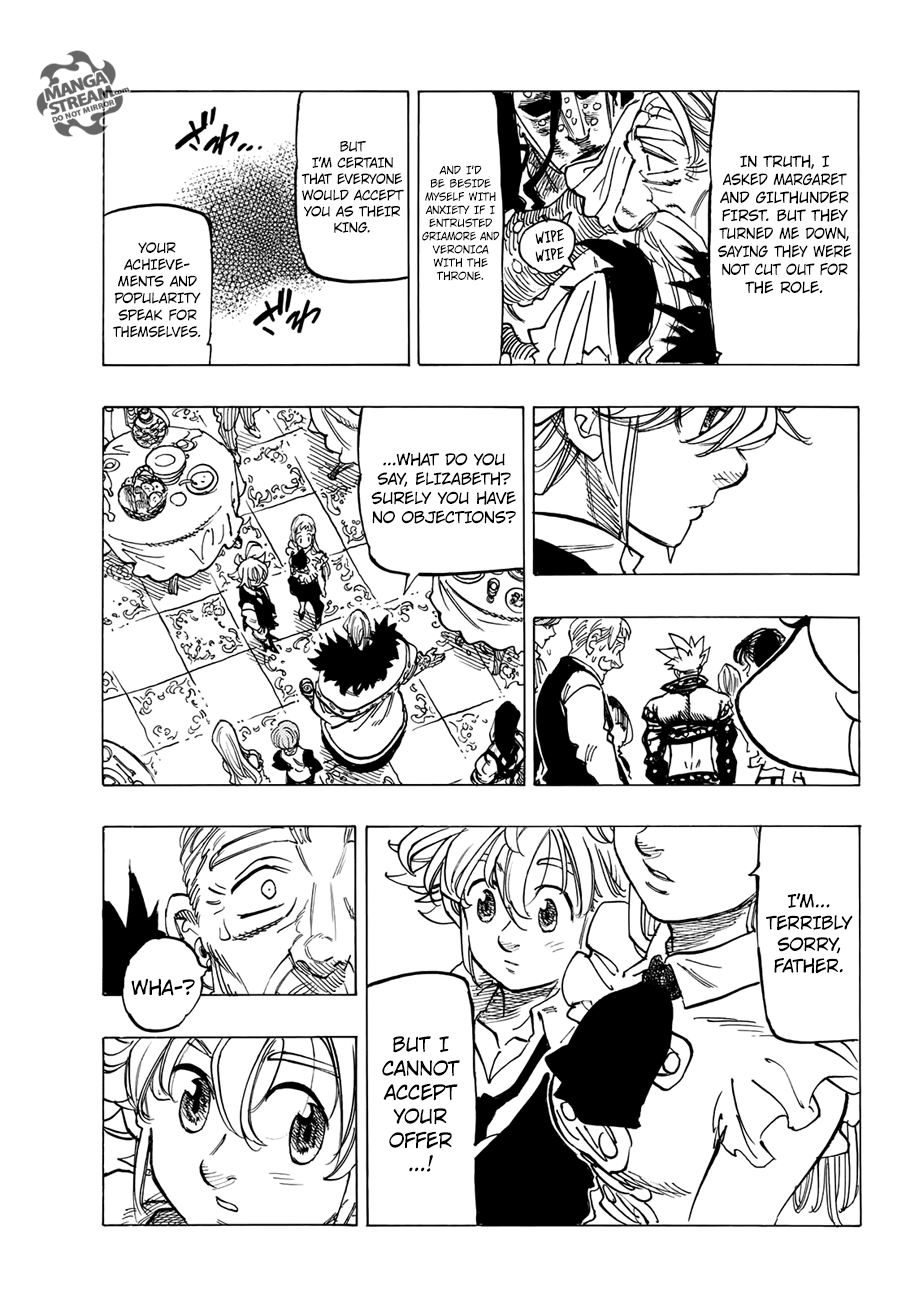 MANGA
STREAM.com
DO NOT MIRROR
IN TRUTH, I
ASKED MARGARET
AND GILTHUNDER
FIRST. BUT THEY
TURNED ME DOWN,
SAYING THEY WERE
NOT CUT OUT FOR
THE ROLE.
WIPE
WIPE
AND I'D
BE BESIDE
MYSELF WITH
ANXIETY IF I
ENTRUSTED
GRIAMORE AND
VERONICA
WITH THE
THRONE.
BUT
I'M CERTAIN
THAT EVERYONE
WOULD ACCEPT
YOU AS THEIR
KING.
ざわ...
YOUR
ACHIEVE-
MENTS AND
POPULARITY
SPEAK FOR
THEMSELVES.
ざわ
...WHAT DO YOU
SAY, ELIZABETH?
SURELY YOU HAVE
NO OBJECTIONS?
I'M...
TERRIBLY
SORRY,
FATHER.
BUT I
CANNOT
ACCEPT
YOUR
OFFER
...!
WHA-?